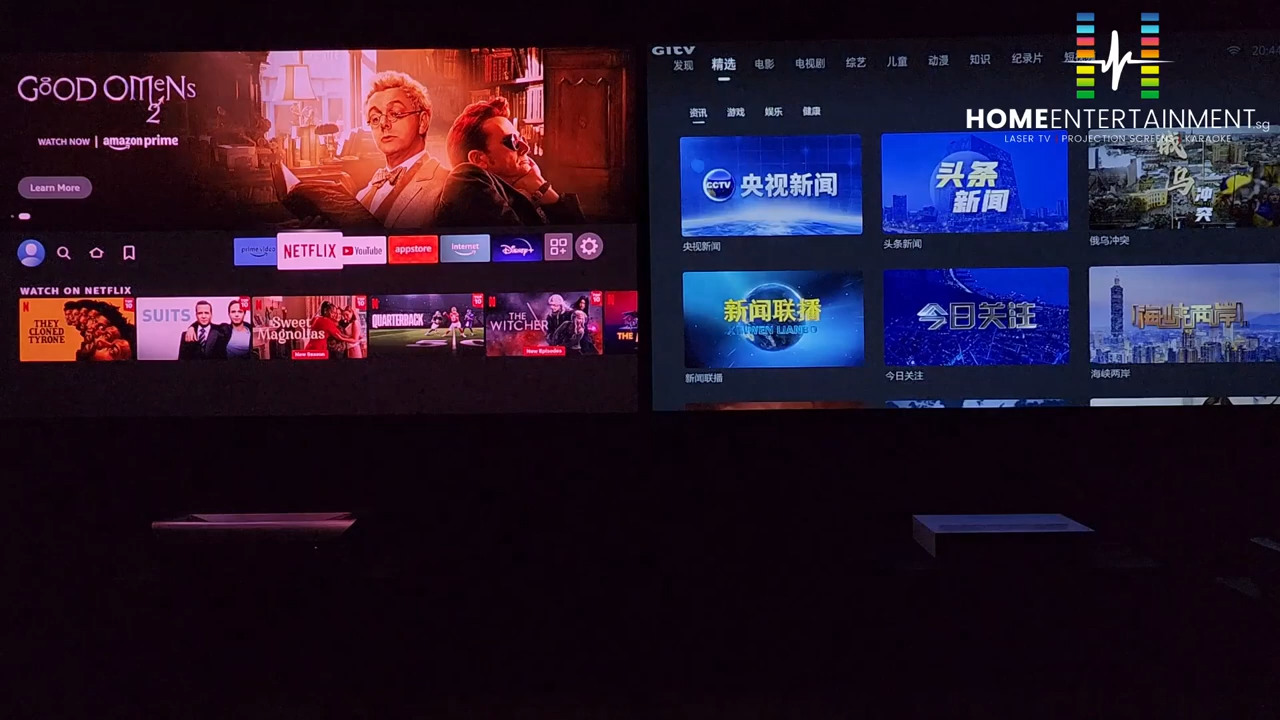 GOOD OMENS
2
WATCH NOW | amazon prime
Learn More
prime video
NETFLIX
YouTube
appstore
internet
Disney+
WATCH ON NETFLIX
THEY
CLONED
TYRONE
SUITS
Sweet
Magnolias
New Season
QUARTERBACK
THE
WITCHER
New Episodes
THE
GITV
发现 精选 电影 电视剧 综艺 儿童 动漫 知识 纪录片
资讯 游戏 娱乐 健康
HOMEENTERTAINMENT.sg
LASER TV PROJECTION SCREENS KARAOKE
CCTV 央视新闻
央视新闻
头条
新闻
头条新闻
俄乌
冲突
俄乌冲突
新闻联播
XINWEN LIANBO
新闻联播
今日关注
今日关注
海峡两岸
海峡两岸